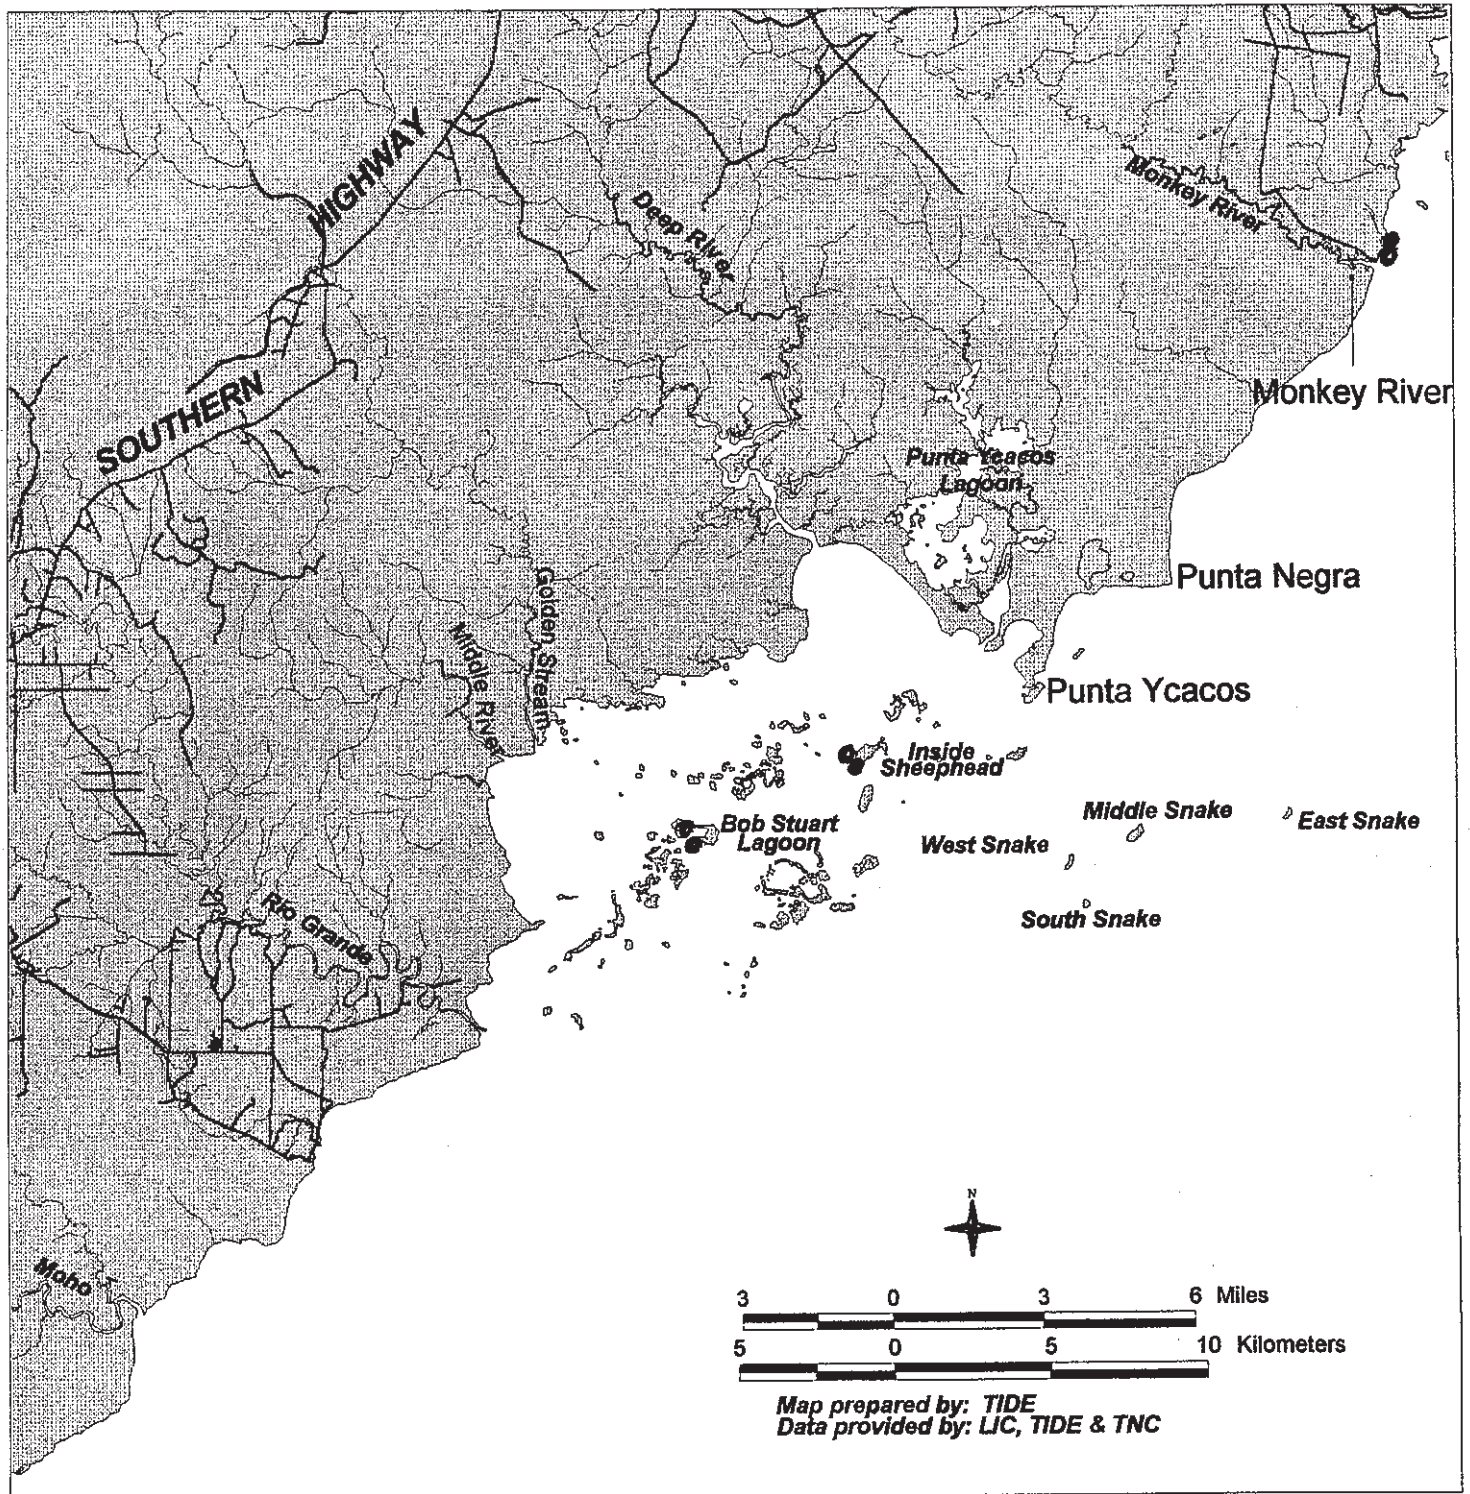 HIGHWAY
SOUTHERN
Deep River
Monkey River
Monkey River
Punta Ycacos
Lagoon
Punta Negra
Golden Stream
Middle River
Punta Ycacos
Inside
Sheephead
Middle Snake
East Snake
Bob Stuart
Lagoon
West Snake
South Snake
Rio Grande
Moho
N
3 0 3 6 Miles
5 0 5 10 Kilometers
Map prepared by: TIDE
Data provided by: LIC, TIDE & TNC